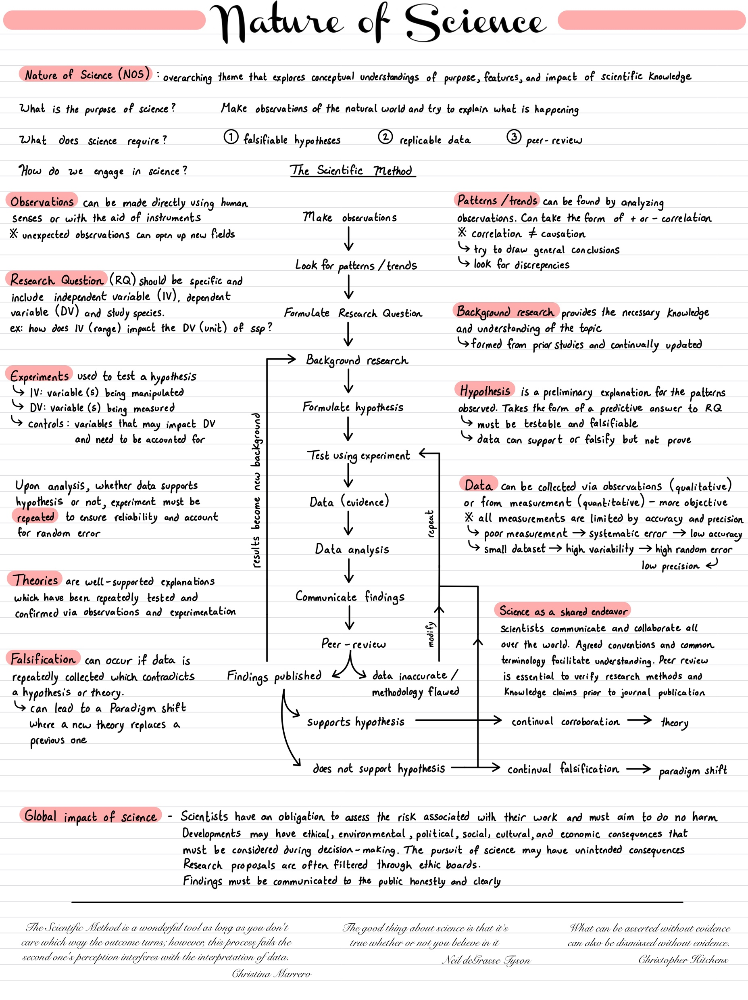 Nature of Science
Nature of Science (NOS) : overarching theme that explores conceptual understandings of purpose, features, and impact of scientific knowledge
What is the purpose of science? Make observations of the natural world and try to explain what is happening
What does science require? ① falsifiable hypotheses ② replicable data ③ peer-review
How do we engage in science? The Scientific Method
Observations can be made directly using human
senses or with the aid of instruments
※ unexpected observations can open up new fields
Research Question (RQ) should be specific and
include independent variable (IV), dependent
variable (DV) and study species.
ex: how does IV (range) impact the DV (unit) of ssp?
Experiments used to test a hypothesis
↳ IV: variable(s) being manipulated
↳ DV: variable(s) being measured
↳ controls: variables that may impact DV
and need to be accounted for
Upon analysis, whether data supports
hypothesis or not, experiment must be
repeated to ensure reliability and account
for random error
Theories are well-supported explanations
which have been repeatedly tested and
confirmed via observations and experimentation
Falsification can occur if data is
repeatedly collected which contradicts
a hypothesis or theory.
↳ can lead to a Paradigm shift
where a new theory replaces a
previous one
Make observations
Look for patterns/trends
Formulate Research Question
Background research
Formulate hypothesis
Test using experiment
Data (evidence)
Data analysis
Communicate findings
Peer-review
Findings published
data inaccurate/
methodology flawed
supports hypothesis → continual corroboration → theory
does not support hypothesis → continual falsification → paradigm shift
results become new background
repeat
modify
Patterns/trends can be found by analyzing
observations. Can take the form of + or - correlation
※ correlation ≠ causation
↳ try to draw general conclusions
↳ look for discrepencies
Background research provides the necessary knowledge
and understanding of the topic
↳ formed from prior studies and continually updated
Hypothesis is a preliminary explanation for the patterns
observed. Takes the form of a predictive answer to RQ
↳ must be testable and falsifiable
↳ data can support or falsify but not prove
Data can be collected via observations (qualitative)
or from measurement (quantitative) - more objective
※ all measurements are limited by accuracy and precision
↳ poor measurement → systematic error → low accuracy
↳ small dataset → high variability → high random error
low precision ↵
Science as a shared endeavor
Scientists communicate and collaborate all
over the world. Agreed conventions and common
terminology facilitate understanding. Peer review
is essential to verify research methods and
knowledge claims prior to journal publication
Global impact of science - Scientists have an obligation to assess the risk associated with their work and must aim to do no harm
Developments may have ethical, environmental, political, social, cultural, and economic consequences that
must be considered during decision-making. The pursuit of science may have unintended consequences
Research proposals are often filtered through ethic boards.
Findings must be communicated to the public honestly and clearly
The Scientific Method is a wonderful tool as long as you don't
care which way the outcome turns; however, this process fails the
second one's perception interferes with the interpretation of data.
Christina Marrero
The good thing about science is that it's
true whether or not you believe in it
Neil deGrasse Tyson
What can be asserted without evidence
can also be dismissed without evidence.
Christopher Hitchens